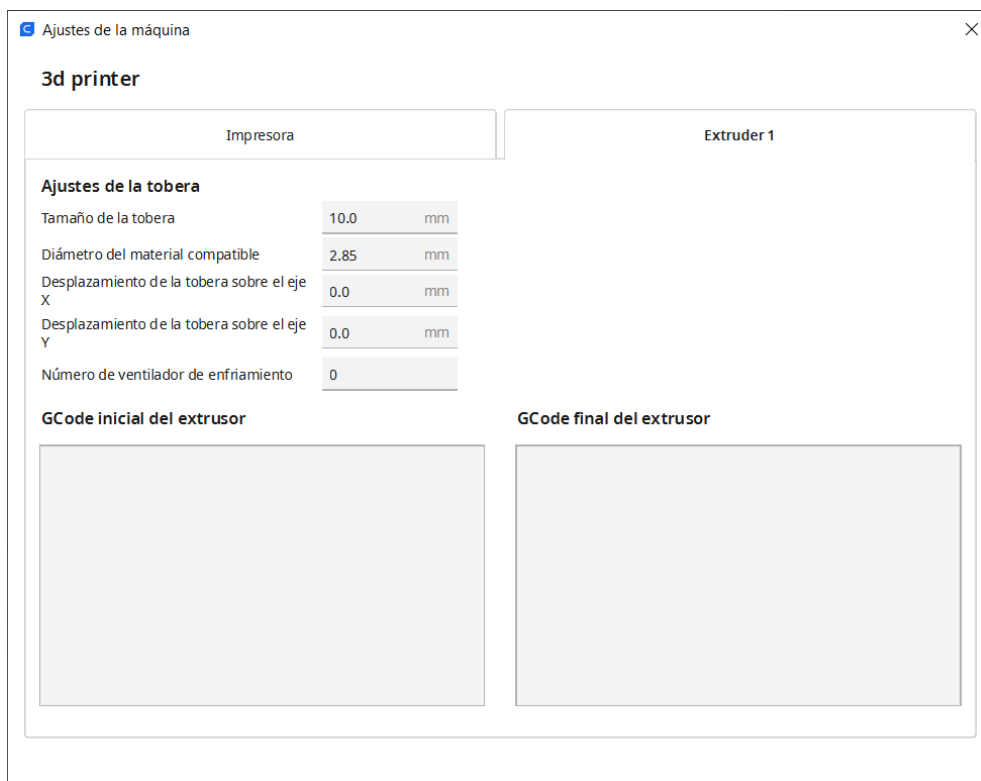 Ajustes de la máquina
3d printer
Impresora
Extruder 1
Ajustes de la tobera
Tamaño de la tobera 10.0 mm
Diámetro del material compatible 2.85 mm
Desplazamiento de la tobera sobre el eje
X 0.0 mm
Desplazamiento de la tobera sobre el eje
Y 0.0 mm
Número de ventilador de enfriamiento 0
GCode inicial del extrusor
GCode final del extrusor